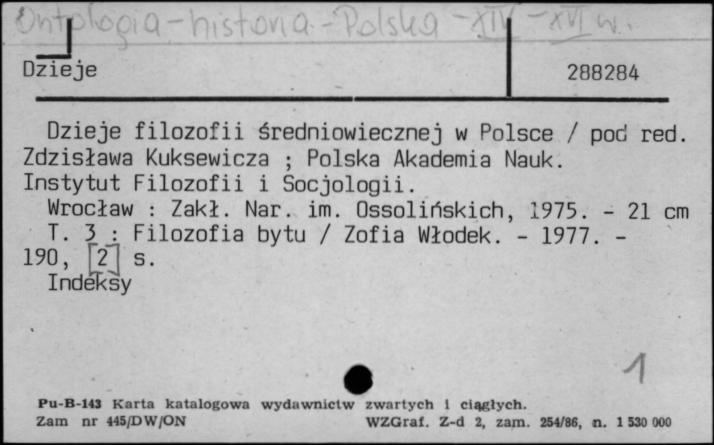 Ontologia - historia - Polska - XIV - XVI w.
Dzieje
288284
Dzieje filozofii średniowiecznej w Polsce / pod red.
Zdzisława Kuksewicza ; Polska Akademia Nauk.
Instytut Filozofii i Socjologii.
Wrocław : Zakł. Nar. im. Ossolińskich, 1975. - 21 cm
T. 3 : Filozofia bytu / Zofia Włodek. - 1977. -
190, [2] s.
Indeksy
1
Pu-B-143 Karta katalogowa wydawnictw zwartych i ciągłych.
Zam nr 445/DW/ON WZGraf. Z-d 2, zam. 254/86, n. 1 530 000